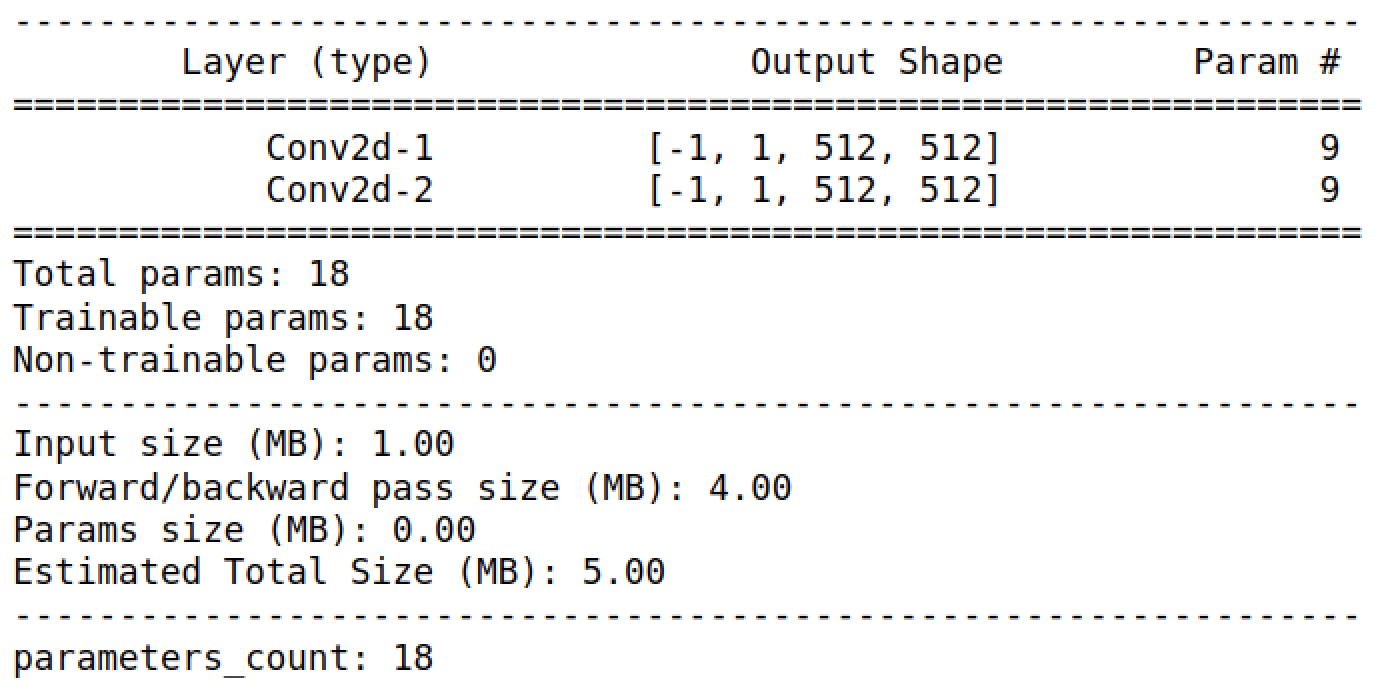 ----------------------------------------------------------------
        Layer (type)               Output Shape         Param #
================================================================
            Conv2d-1          [-1, 1, 512, 512]               9
            Conv2d-2          [-1, 1, 512, 512]               9
================================================================
Total params: 18
Trainable params: 18
Non-trainable params: 0
----------------------------------------------------------------
Input size (MB): 1.00
Forward/backward pass size (MB): 4.00
Params size (MB): 0.00
Estimated Total Size (MB): 5.00
----------------------------------------------------------------
parameters_count: 18